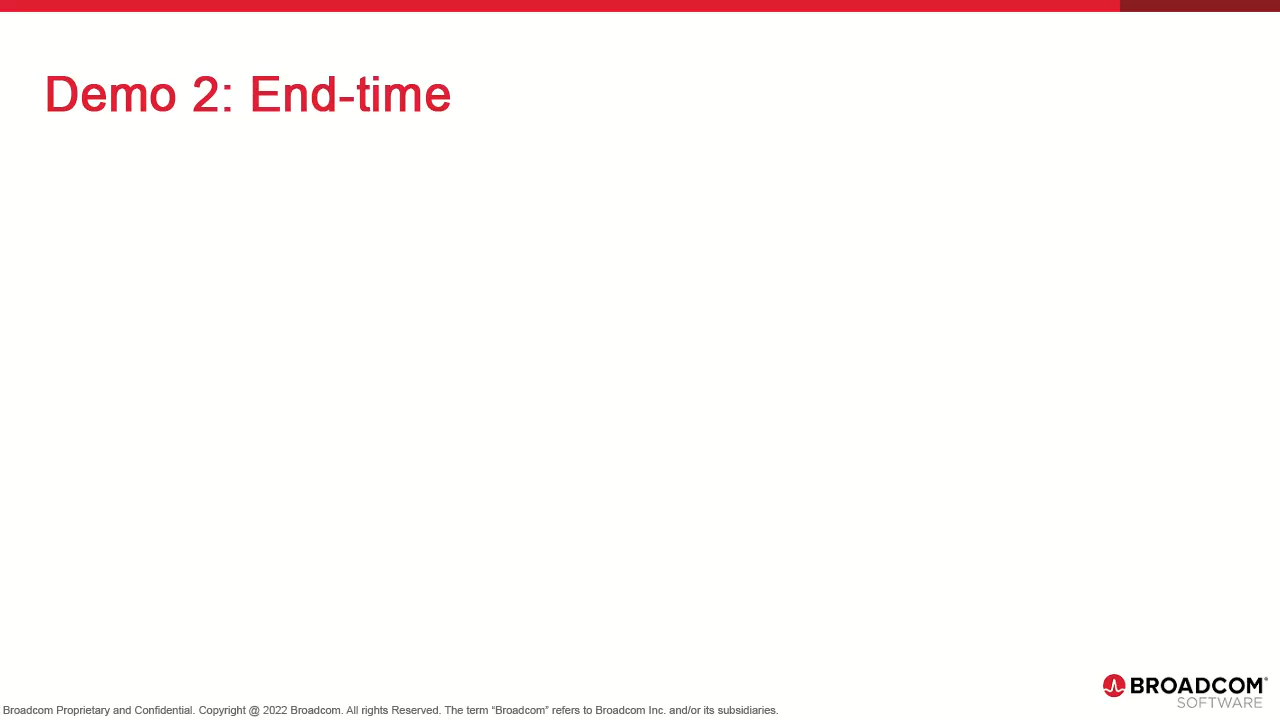 Demo 2: End-time
BROADCOM®
SOFTWARE
Broadcom Proprietary and Confidential. Copyright @ 2022 Broadcom. All rights Reserved. The term “Broadcom” refers to Broadcom Inc. and/or its subsidiaries.